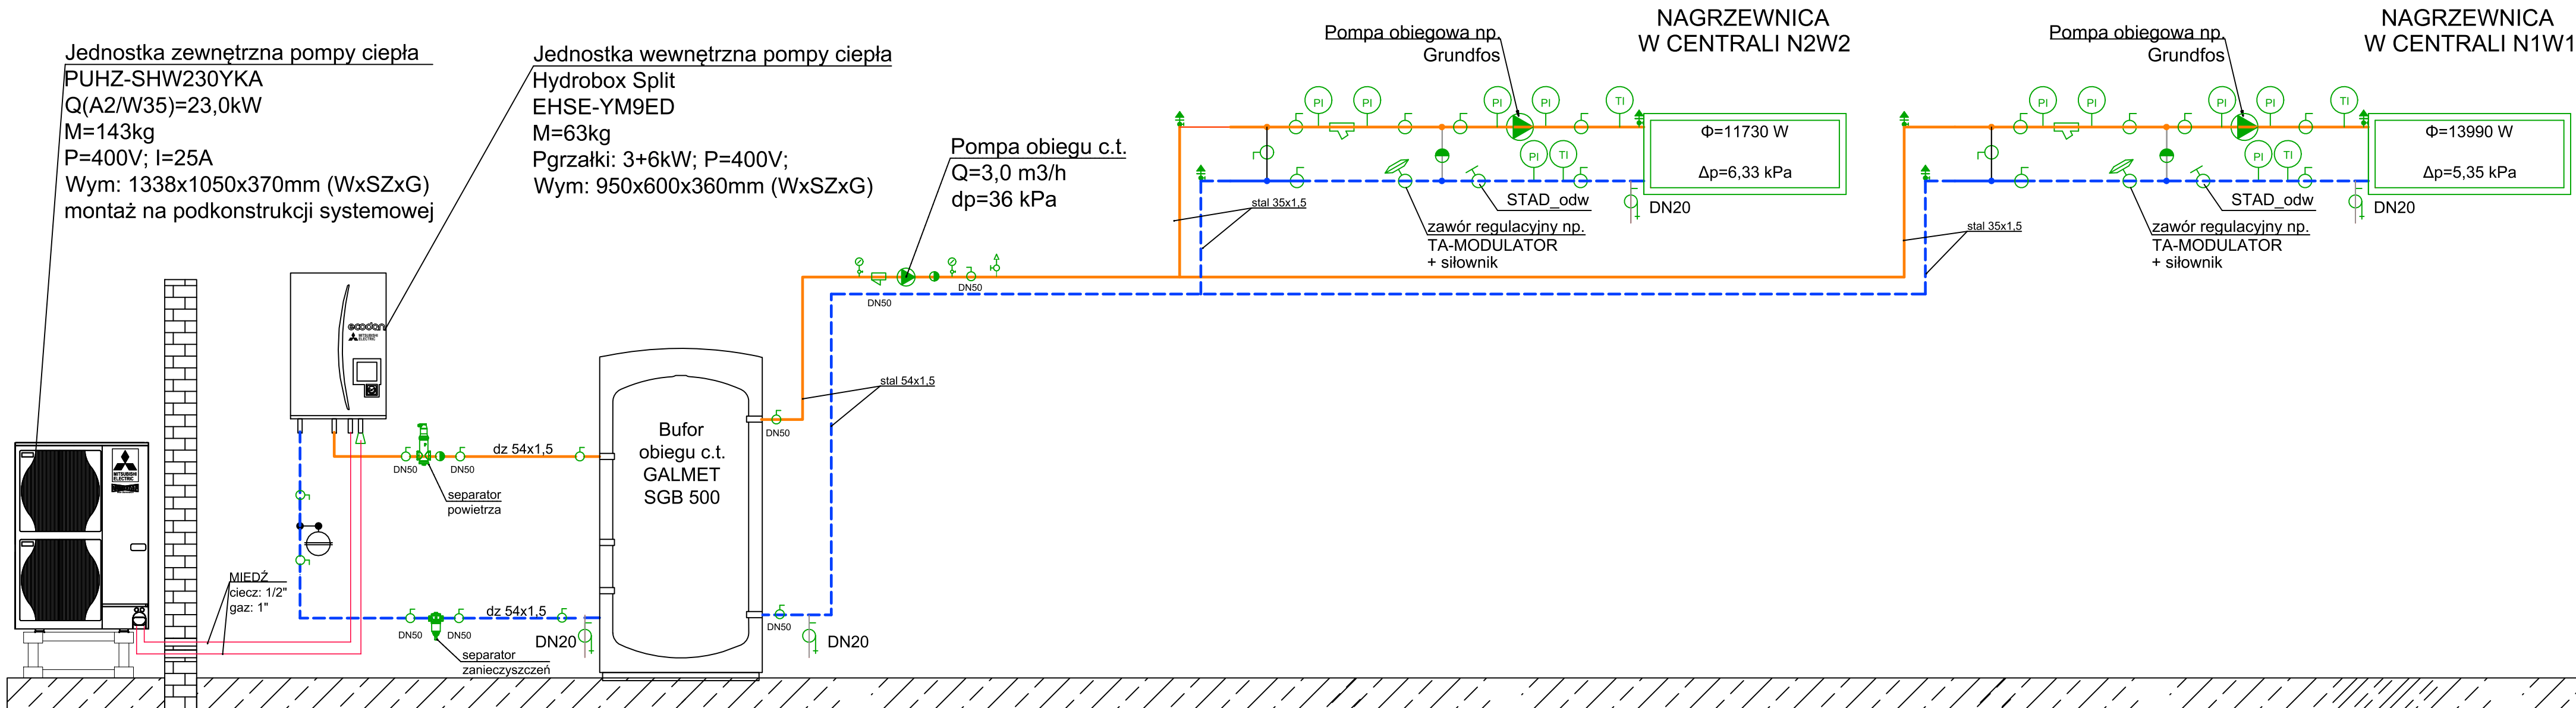 Jednostka zewnętrzna pompy ciepła
PUHZ-SHW230YKA
Q(A2/W35)=23,0kW
M=143kg
P=400V; I=25A
Wym: 1338x1050x370mm (WxSZxG)
montaż na podkonstrukcji systemowej
Jednostka wewnętrzna pompy ciepła
Hydrobox Split
EHSE-YM9ED
M=63kg
Pgrzałki: 3+6kW; P=400V;
Wym: 950x600x360mm (WxSZxG)
Pompa obiegu c.t.
Q=3,0 m3/h
dp=36 kPa
Pompa obiegowa np.
Grundfos
NAGRZEWNICA
W CENTRALI N2W2
PI
PI
PI
PI
TI
Φ=11730 W
Δp=6,33 kPa
PI
TI
STAD_odw
DN20
zawór regulacyjny np.
TA-MODULATOR
+ siłownik
stal 35x1,5
Pompa obiegowa np.
Grundfos
NAGRZEWNICA
W CENTRALI N1W1
PI
PI
PI
PI
TI
Φ=13990 W
Δp=5,35 kPa
PI
TI
STAD_odw
DN20
zawór regulacyjny np.
TA-MODULATOR
+ siłownik
stal 35x1,5
DN50
DN50
stal 54x1,5
DN50
DN50
DN20
ecodan
MITSUBISHI
ELECTRIC
MITSUBISHI
ELECTRIC
DN50
DN50
dz 54x1,5
separator
powietrza
Bufor
obiegu c.t.
GALMET
SGB 500
MIEDŹ
ciecz: 1/2"
gaz: 1"
DN50
DN50
dz 54x1,5
separator
zanieczyszczeń
DN20